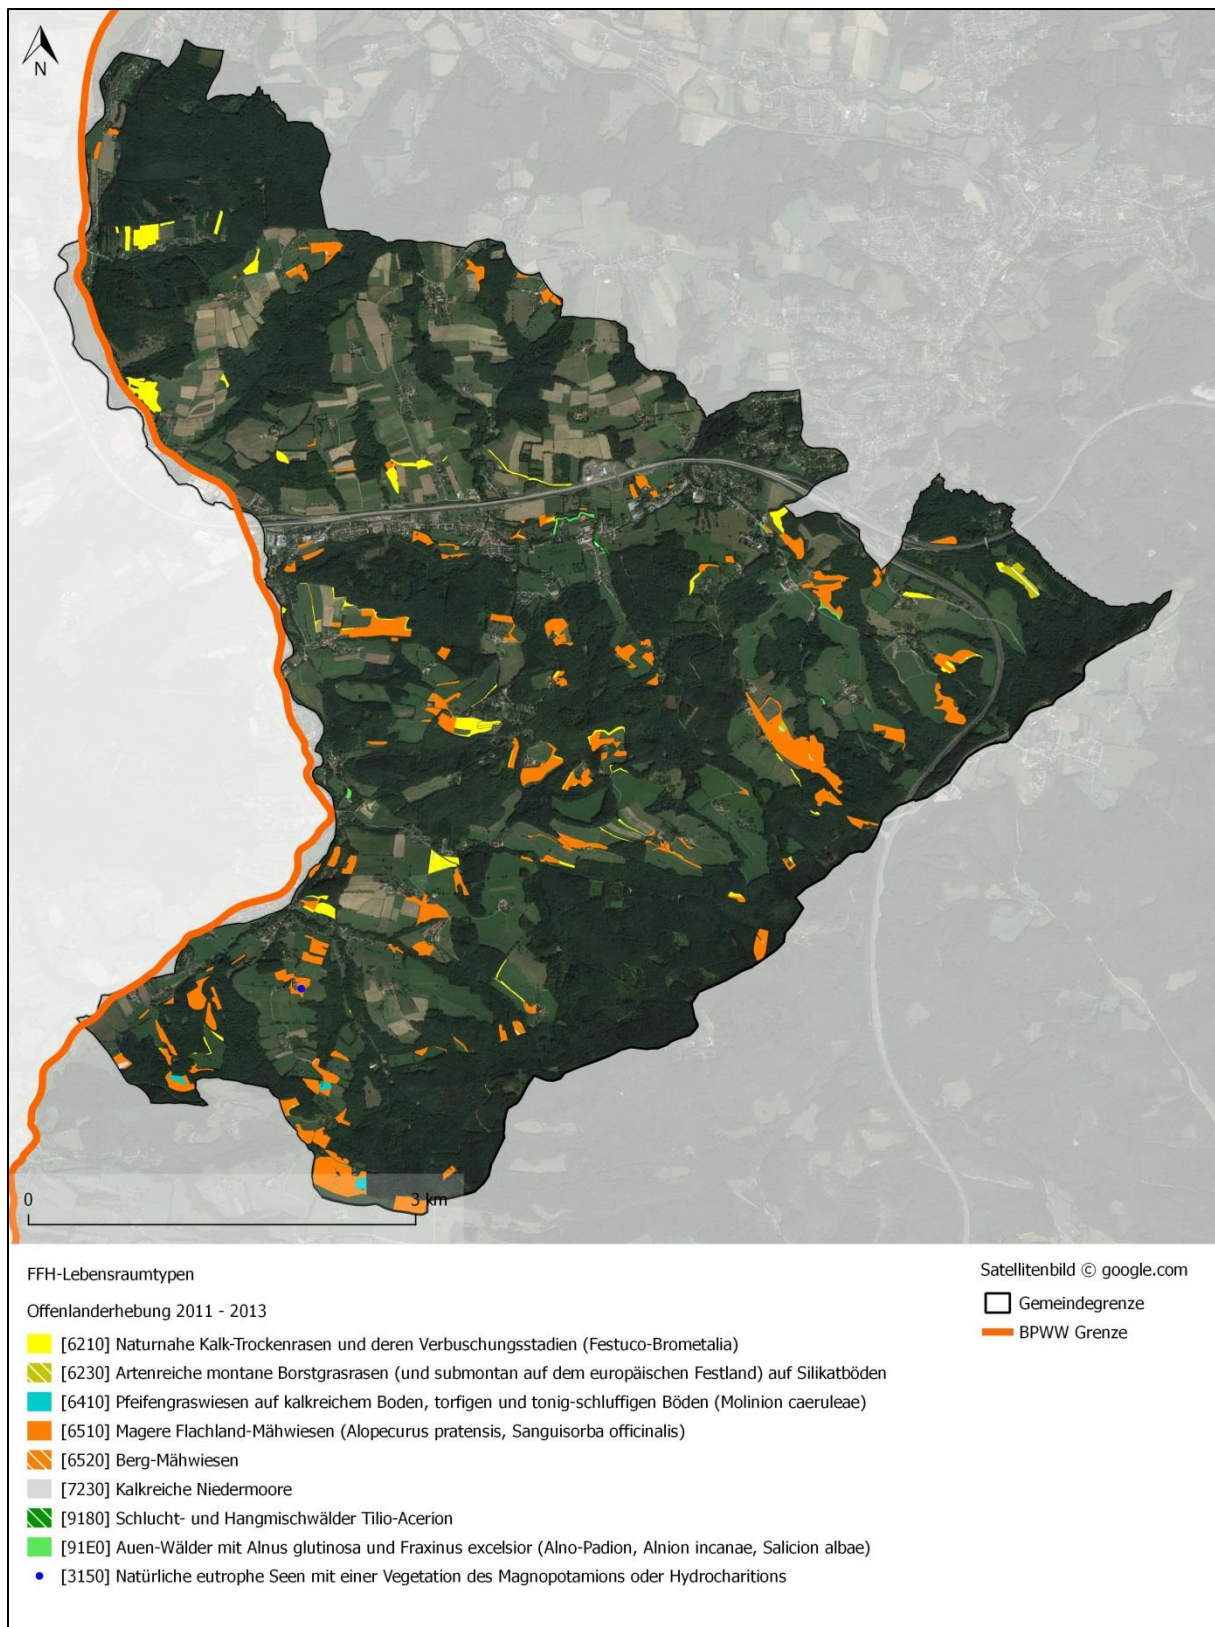 N
0
3 km
FFH-Lebensraumtypen
Offenlanderhebung 2011 - 2013
[6210] Naturnahe Kalk-Trockenrasen und deren Verbuschungsstadien (Festuco-Brometalia)
[6230] Artenreiche montane Borstgrasrasen (und submontan auf dem europäischen Festland) auf Silikatböden
[6410] Pfeifengraswiesen auf kalkreichem Boden, torfigen und tonig-schluffigen Böden (Molinion caeruleae)
[6510] Magere Flachland-Mähwiesen (Alopecurus pratensis, Sanguisorba officinalis)
[6520] Berg-Mähwiesen
[7230] Kalkreiche Niedermoore
[9180] Schlucht- und Hangmischwälder Tilio-Acerion
[91E0] Auen-Wälder mit Alnus glutinosa und Fraxinus excelsior (Alno-Padion, Alnion incanae, Salicion albae)
[3150] Natürliche eutrophe Seen mit einer Vegetation des Magnopotamions oder Hydrocharitions
Satellitenbild © google.com
Gemeindegrenze
BPWW Grenze